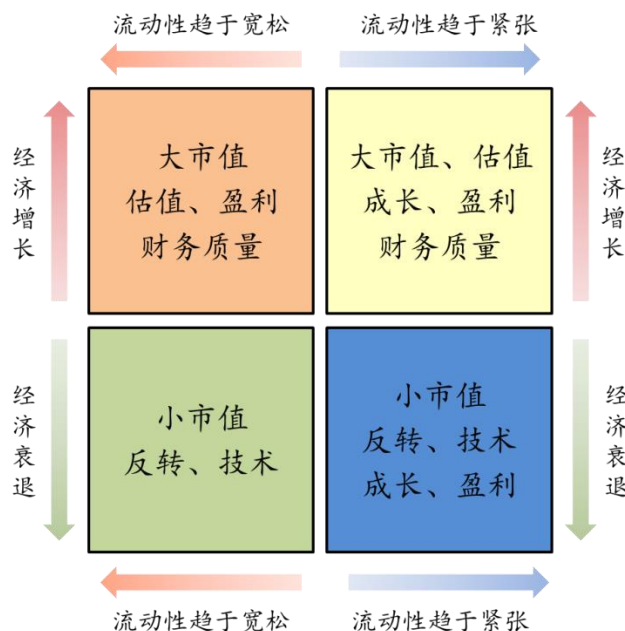 流动性趋于宽松
流动性趋于紧张
经济增长
大市值
估值、盈利
财务质量
大市值、估值
成长、盈利
财务质量
经济增长
经济衰退
小市值
反转、技术
小市值
反转、技术
成长、盈利
经济衰退
流动性趋于宽松
流动性趋于紧张